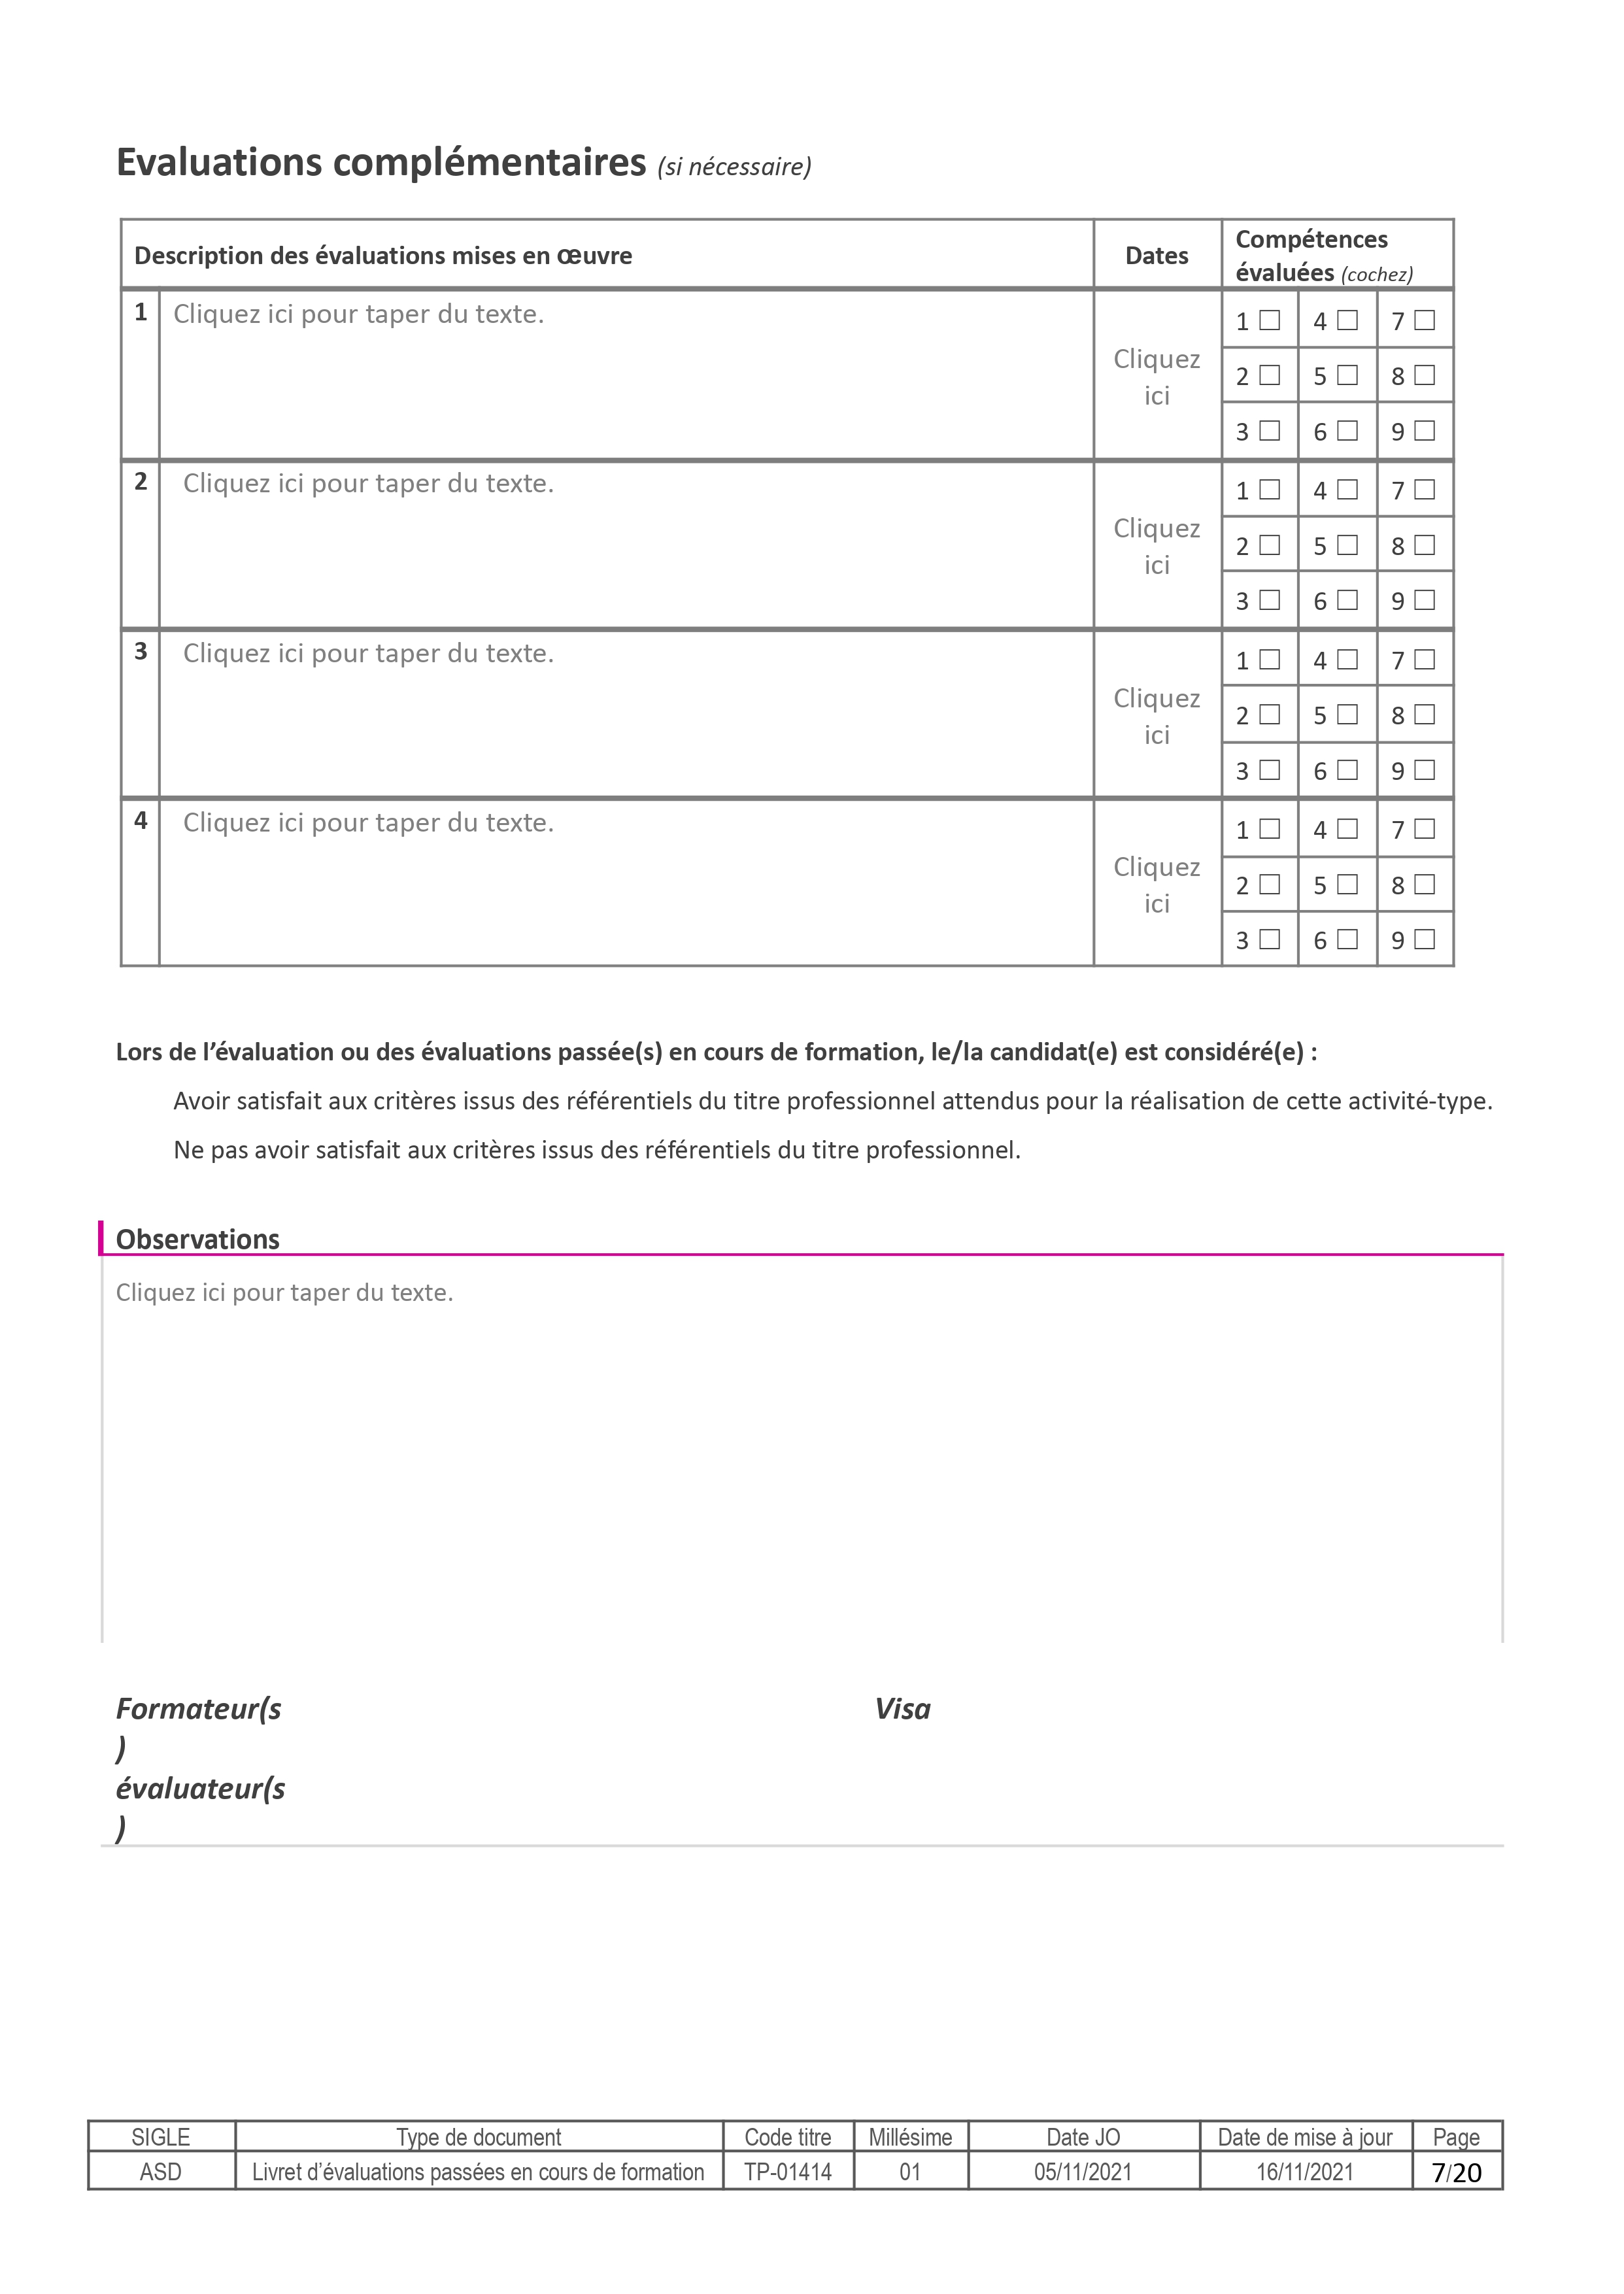 Evaluations complémentaires (si nécessaire)
Description des évaluations mises en œuvre Dates Compétences
évaluées (cochez)
1 Cliquez ici pour taper du texte. Cliquez
ici
1 ☐ 4 ☐ 7 ☐
2 ☐ 5 ☐ 8 ☐
3 ☐ 6 ☐ 9 ☐
2 Cliquez ici pour taper du texte. Cliquez
ici
1 ☐ 4 ☐ 7 ☐
2 ☐ 5 ☐ 8 ☐
3 ☐ 6 ☐ 9 ☐
3 Cliquez ici pour taper du texte. Cliquez
ici
1 ☐ 4 ☐ 7 ☐
2 ☐ 5 ☐ 8 ☐
3 ☐ 6 ☐ 9 ☐
4 Cliquez ici pour taper du texte. Cliquez
ici
1 ☐ 4 ☐ 7 ☐
2 ☐ 5 ☐ 8 ☐
3 ☐ 6 ☐ 9 ☐
Lors de l’évaluation ou des évaluations passée(s) en cours de formation, le/la candidat(e) est considéré(e) :
Avoir satisfait aux critères issus des référentiels du titre professionnel attendus pour la réalisation de cette activité-type.
Ne pas avoir satisfait aux critères issus des référentiels du titre professionnel.
Observations
Cliquez ici pour taper du texte.
Formateur(s Visa
)
évaluateur(s
)
SIGLE Type de document Code titre Millésime Date JO Date de mise à jour Page
ASD Livret d’évaluations passées en cours de formation TP-01414 01 05/11/2021 16/11/2021 7/20